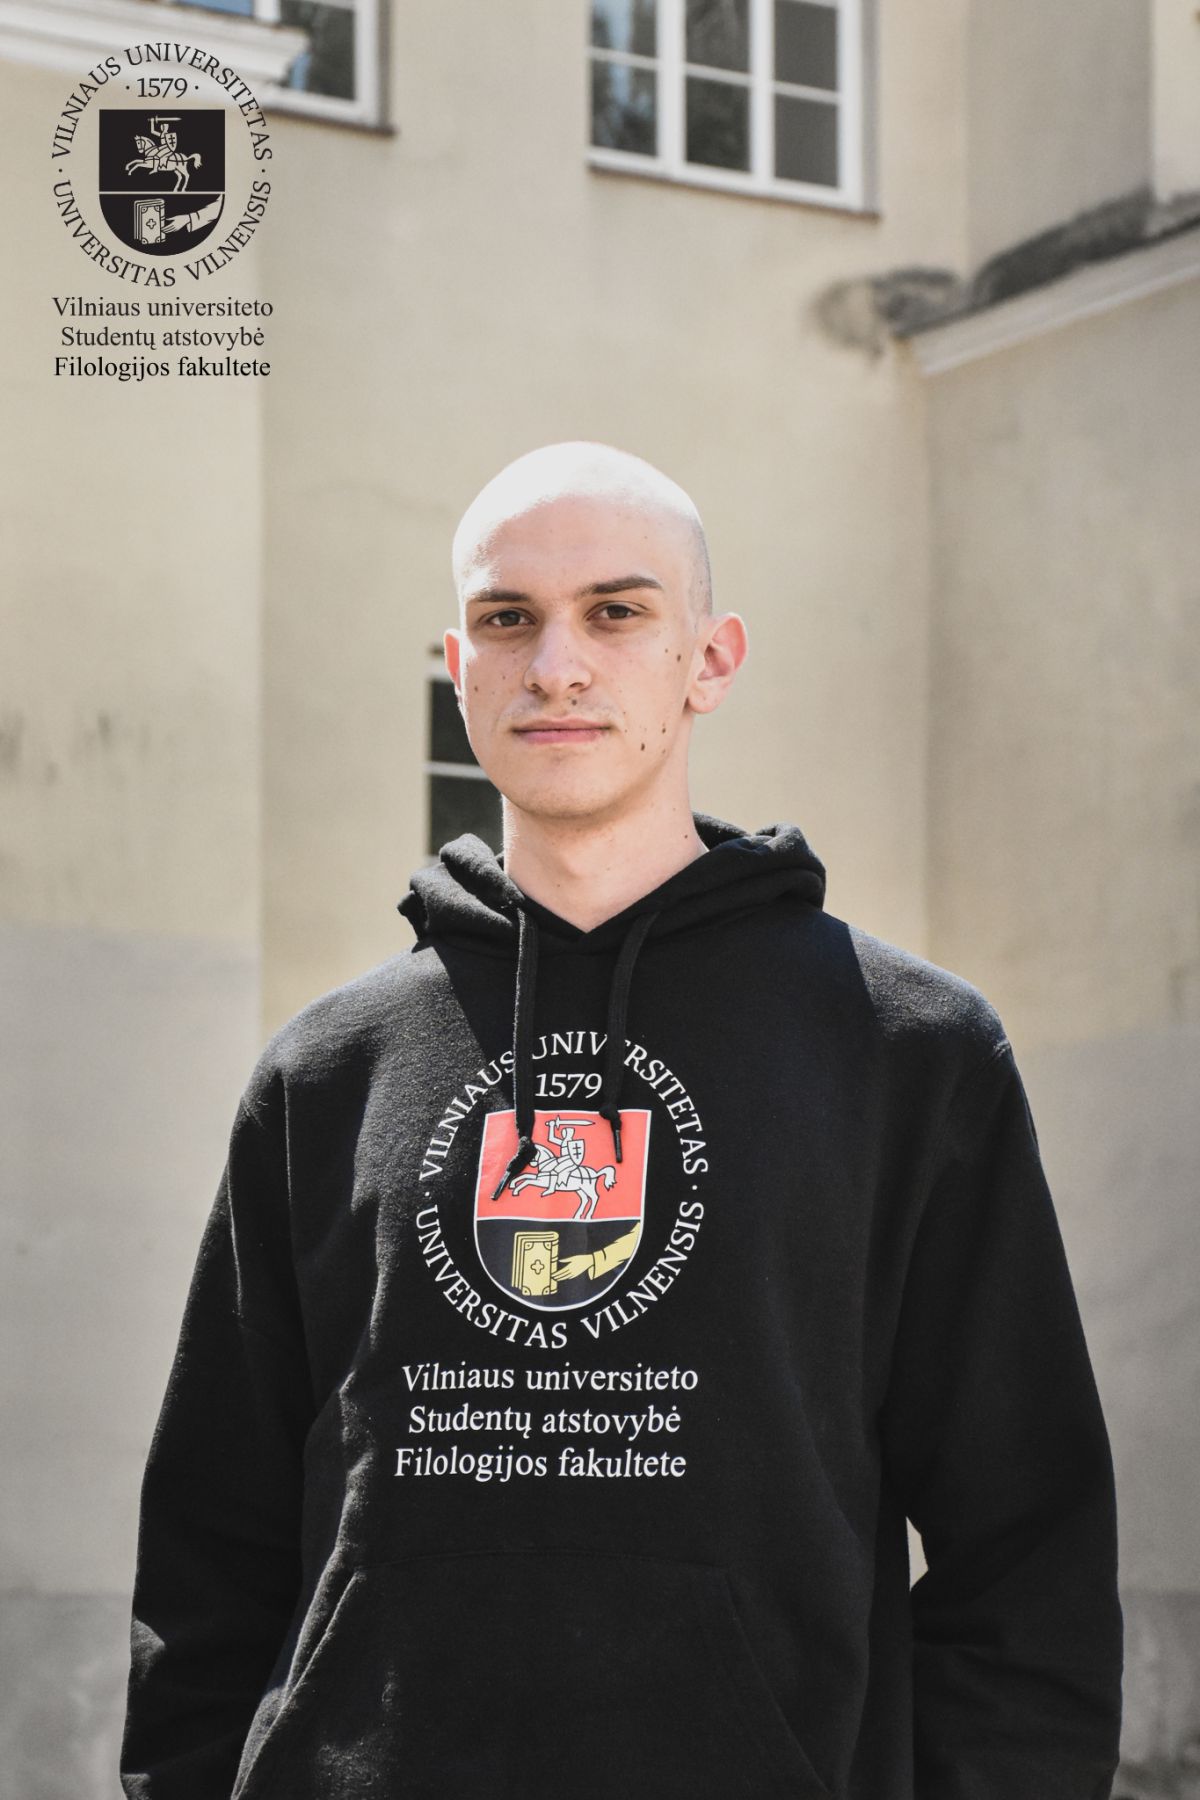 VILNIAUS UNIVERSITETAS
· 1579 ·
· UNIVERSITAS VILNENSIS ·
Vilniaus universiteto
Studentų atstovybė
Filologijos fakultete
VILNIAUS UNIVERSITETAS
1579
· UNIVERSITAS VILNENSIS ·
Vilniaus universiteto
Studentų atstovybė
Filologijos fakultete